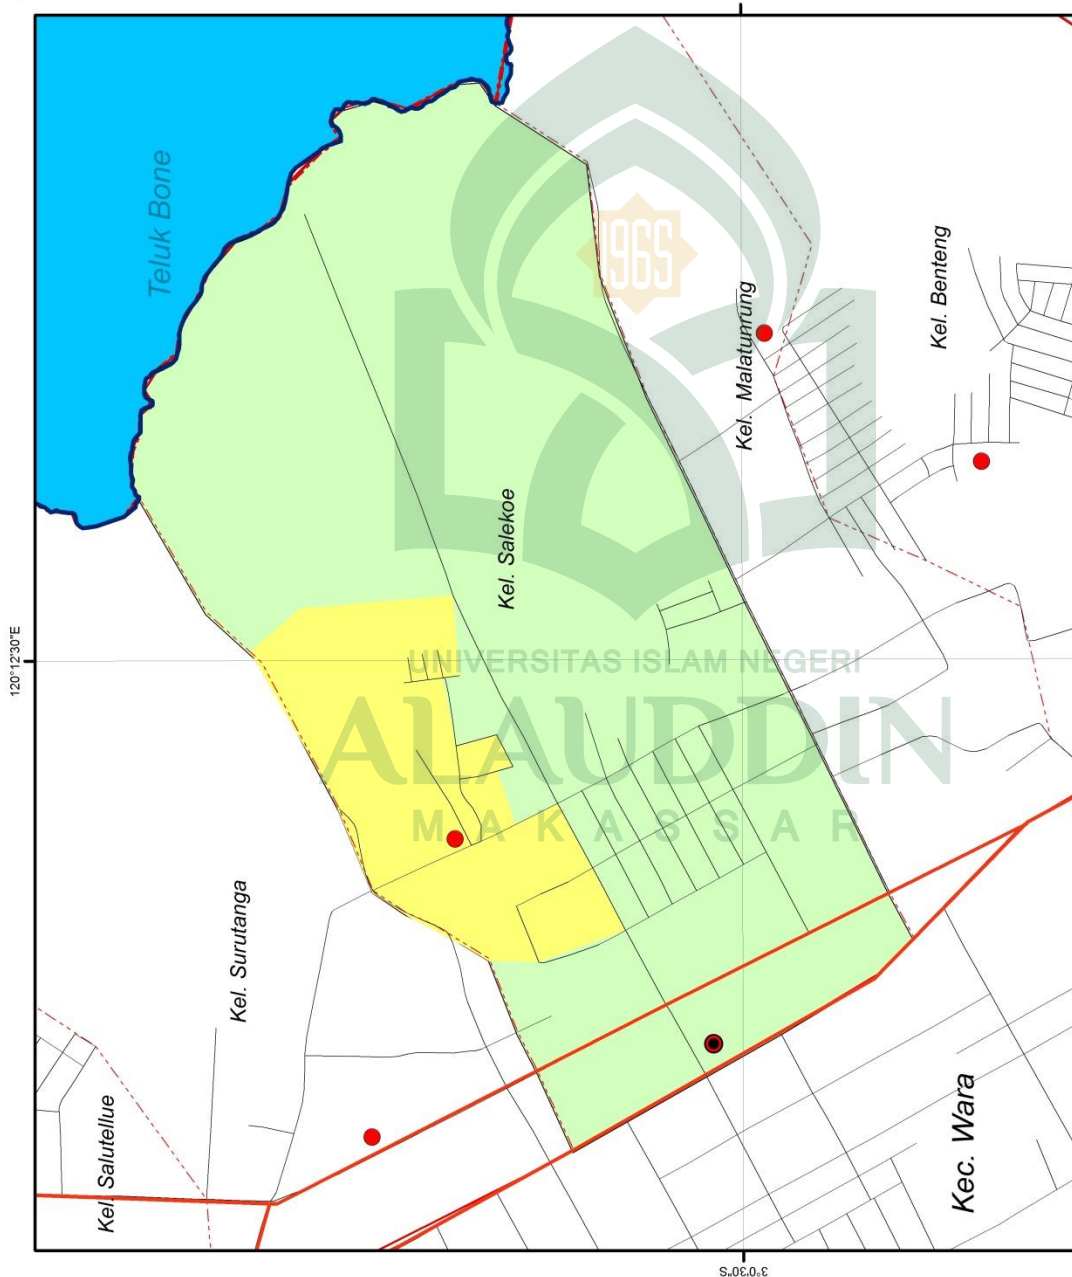 Teluk Bone
1965
Kel. Benteng
Kel. Malatunrung
Kel. Salekoe
120°12'30"E
UNIVERSITAS ISLAM NEGERI
ALAUDDIN
MAKASSAR
Kel. Surutanga
Kel. Salutellue
Kec. Wara
3°0'30"S